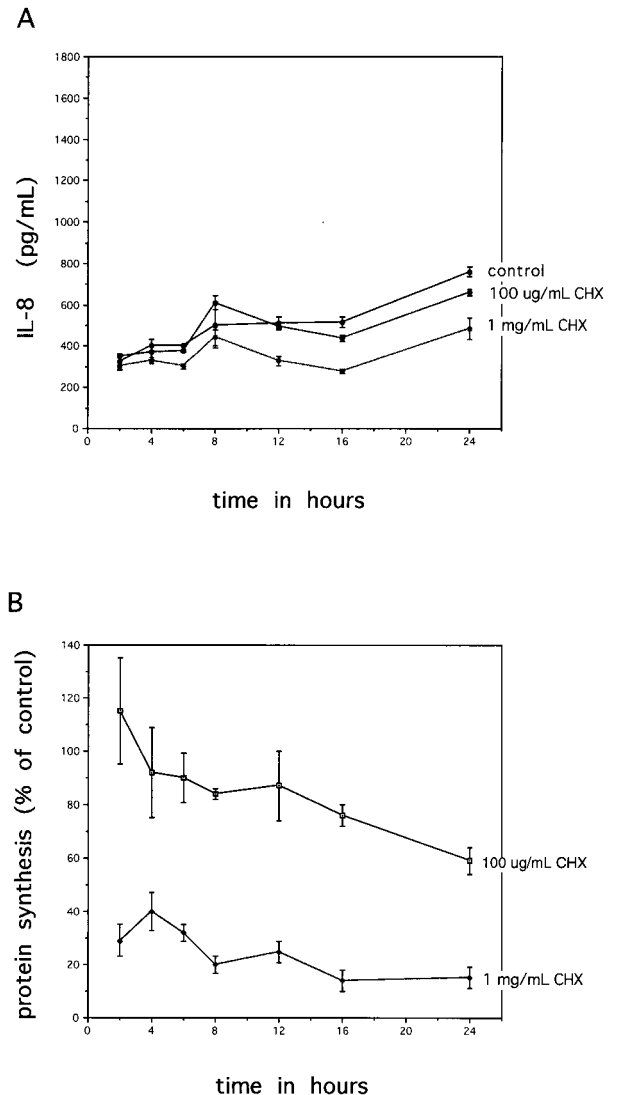 A
1800
1600
1400
1200
1000
800
600
400
200
0
IL-8 (pg/mL)
control
100 ug/mL CHX
1 mg/mL CHX
0 4 8 12 16 20 24
time in hours
B
140
120
100
80
60
40
20
0
protein synthesis (% of control)
100 ug/mL CHX
1 mg/mL CHX
0 4 8 12 16 20 24
time in hours